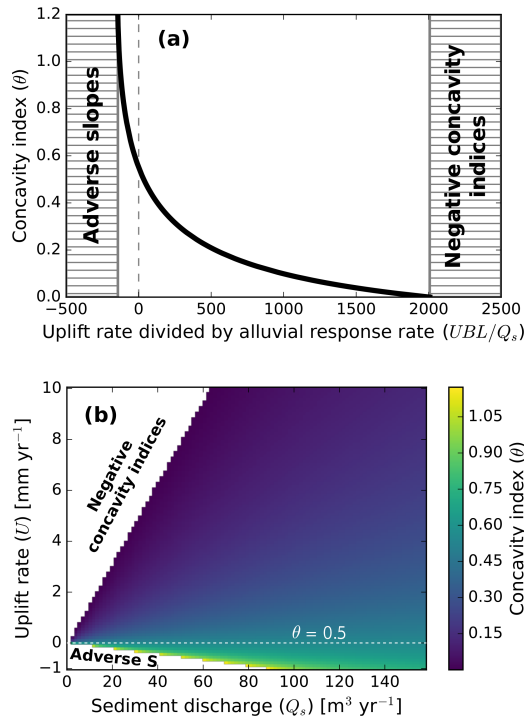 (a)
1.2
1.0
0.8
0.6
0.4
0.2
0.0
Concavity index (θ)
Adverse slopes
Negative concavity
indices
−500
0
500
1000
1500
2000
2500
Uplift rate divided by alluvial response rate (UBL/Qs)
(b)
10
8
6
4
2
0
−1
Uplift rate (U) [mm yr⁻¹]
Negative
concavity indices
θ = 0.5
Adverse S
0
20
40
60
80
100
120
140
Sediment discharge (Qs) [m³ yr⁻¹]
1.05
0.90
0.75
0.60
0.45
0.30
0.15
Concavity index (θ)